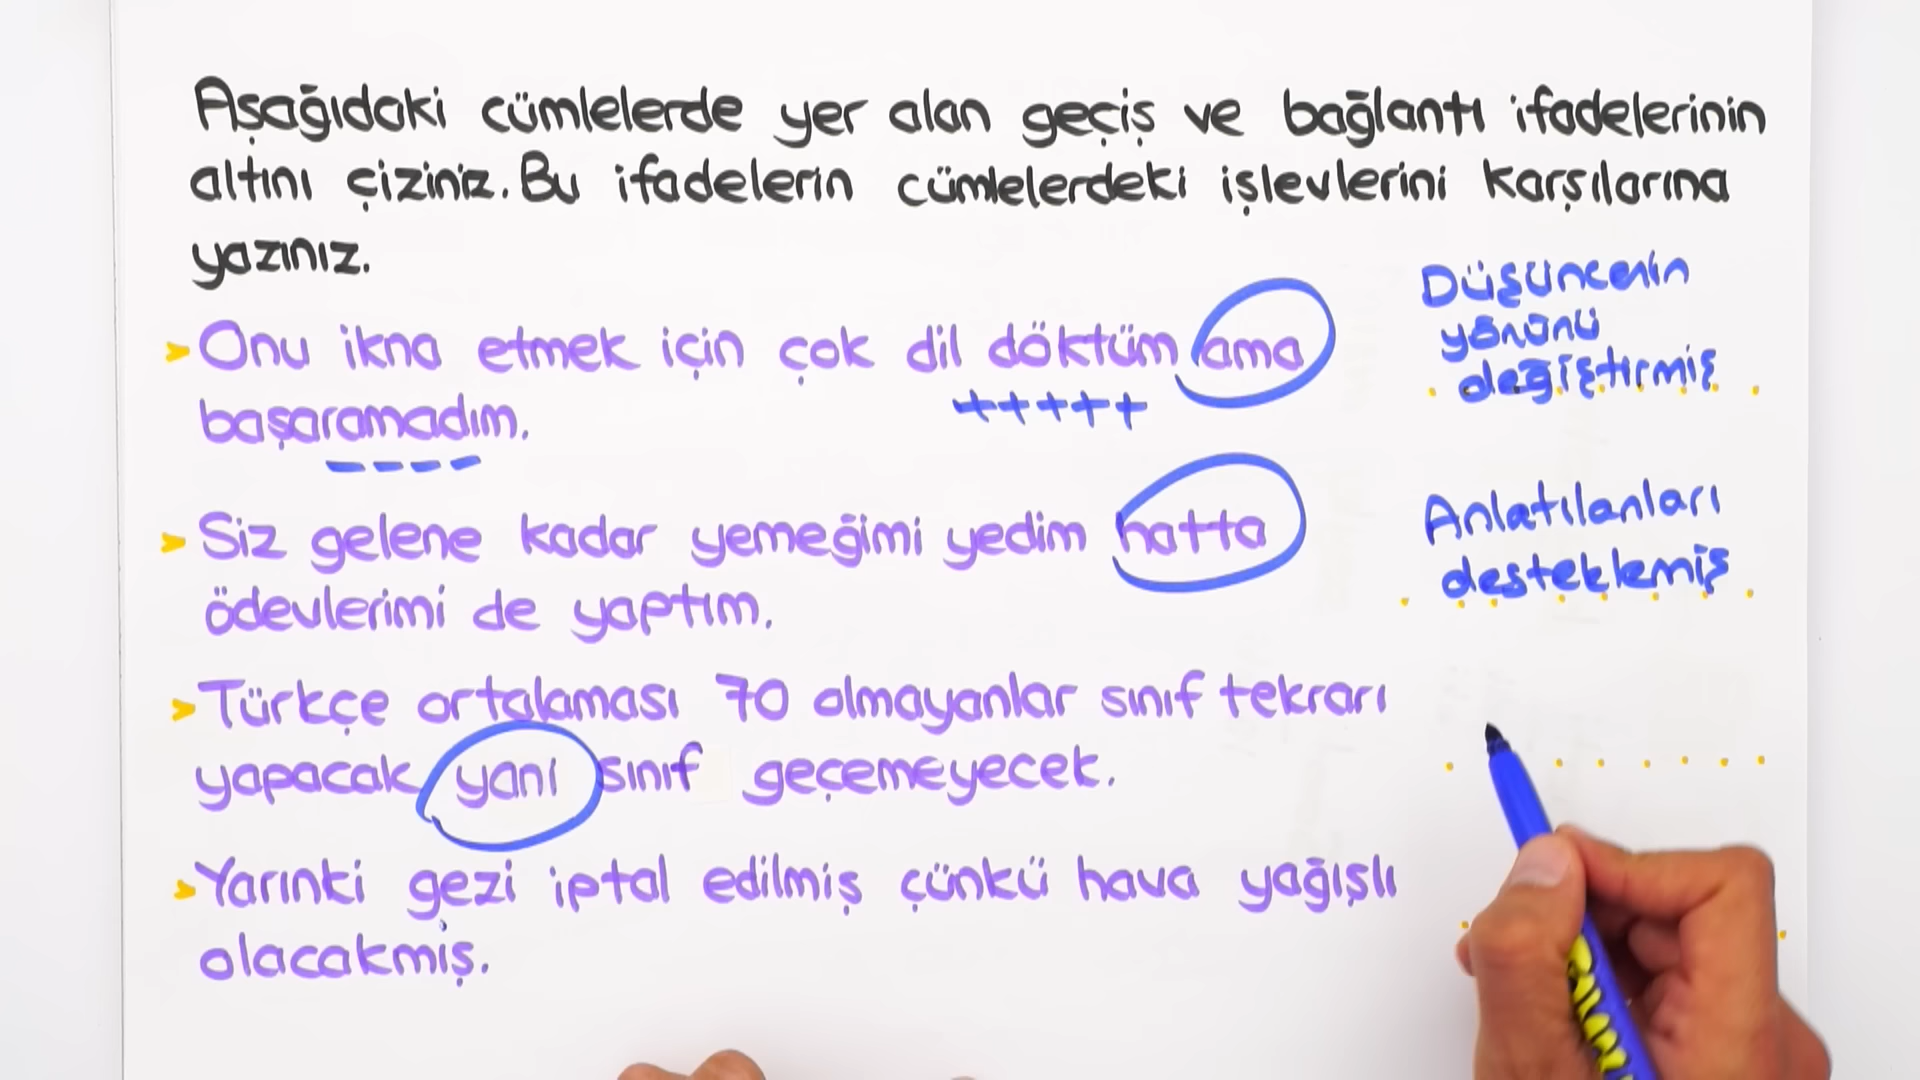 Aşağıdaki cümlelerde yer alan geçiş ve bağlantı ifadelerinin
altını çiziniz. Bu ifadelerin cümlelerdeki işlevlerini karşılarına
yazınız.
➤ Onu ikna etmek için çok dil döktüm ama
başaramadım.
+++++
Düşüncenin
yönünü
değiştirmiş
➤ Siz gelene kadar yemeğimi yedim hatta
ödevlerimi de yaptım.
Anlatılanları
desteklemiş
➤ Türkçe ortalaması 70 olmayanlar sınıf tekrarı
yapacak yani sınıf geçemeyecek.
➤ Yarınki gezi iptal edilmiş çünkü hava yağışlı
olacakmış.